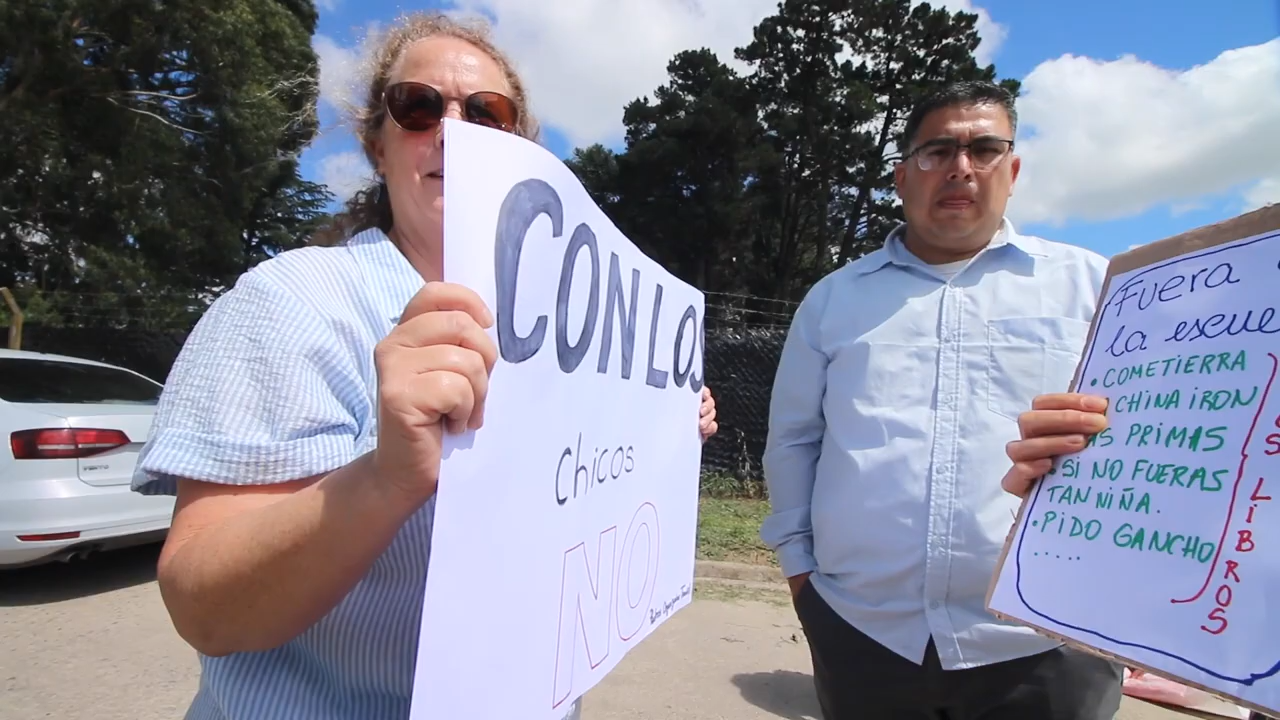 CON LOS
chicos
NO
Fuera
la escue
• COMETIERRA
CHINA IRON
AS PRIMAS
• SI NO FUERAS
TAN NIÑA.
• PIDO GANCHO
.....
LIBROS